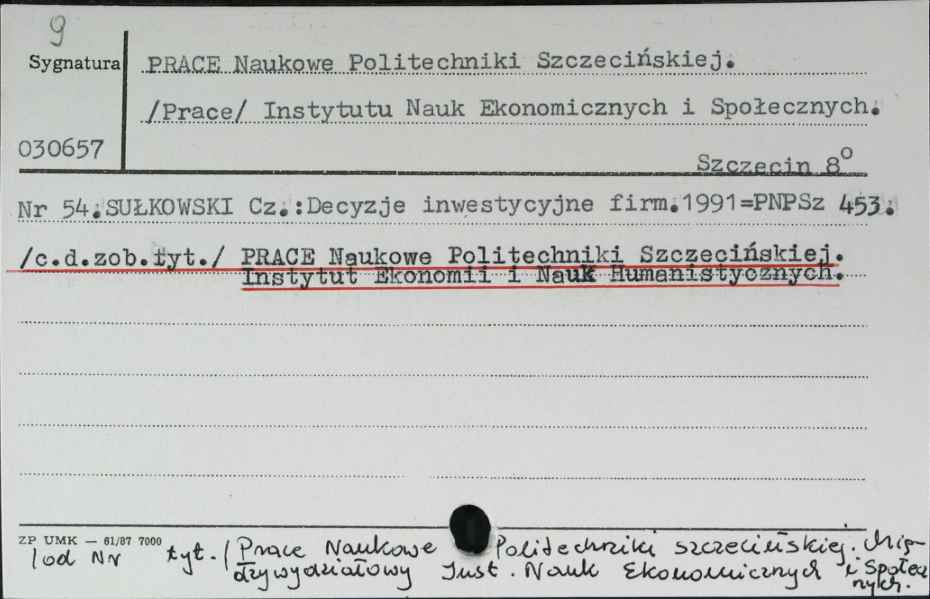 9
Sygnatura
PRACE Naukowe Politechniki Szczecińskiej.
/Prace/ Instytutu Nauk Ekonomicznych i Społecznych.
030657
Szczecin 8°
Nr 54.SUŁKOWSKI Cz.:Decyzje inwestycyjne firm.1991=PNPSz 453.
/c.d.zob.tyt./ PRACE Naukowe Politechniki Szczecińskiej.
Instytut Ekonomii i Nauk Humanistycznych.
ZP UMK — 61/87 7000
/od Nr tyt./Prace Naukowe Politechniki szczecińskiej. Mię-
dzywydziałowy Inst. Nauk Ekonomicznych i Społecz
nych.